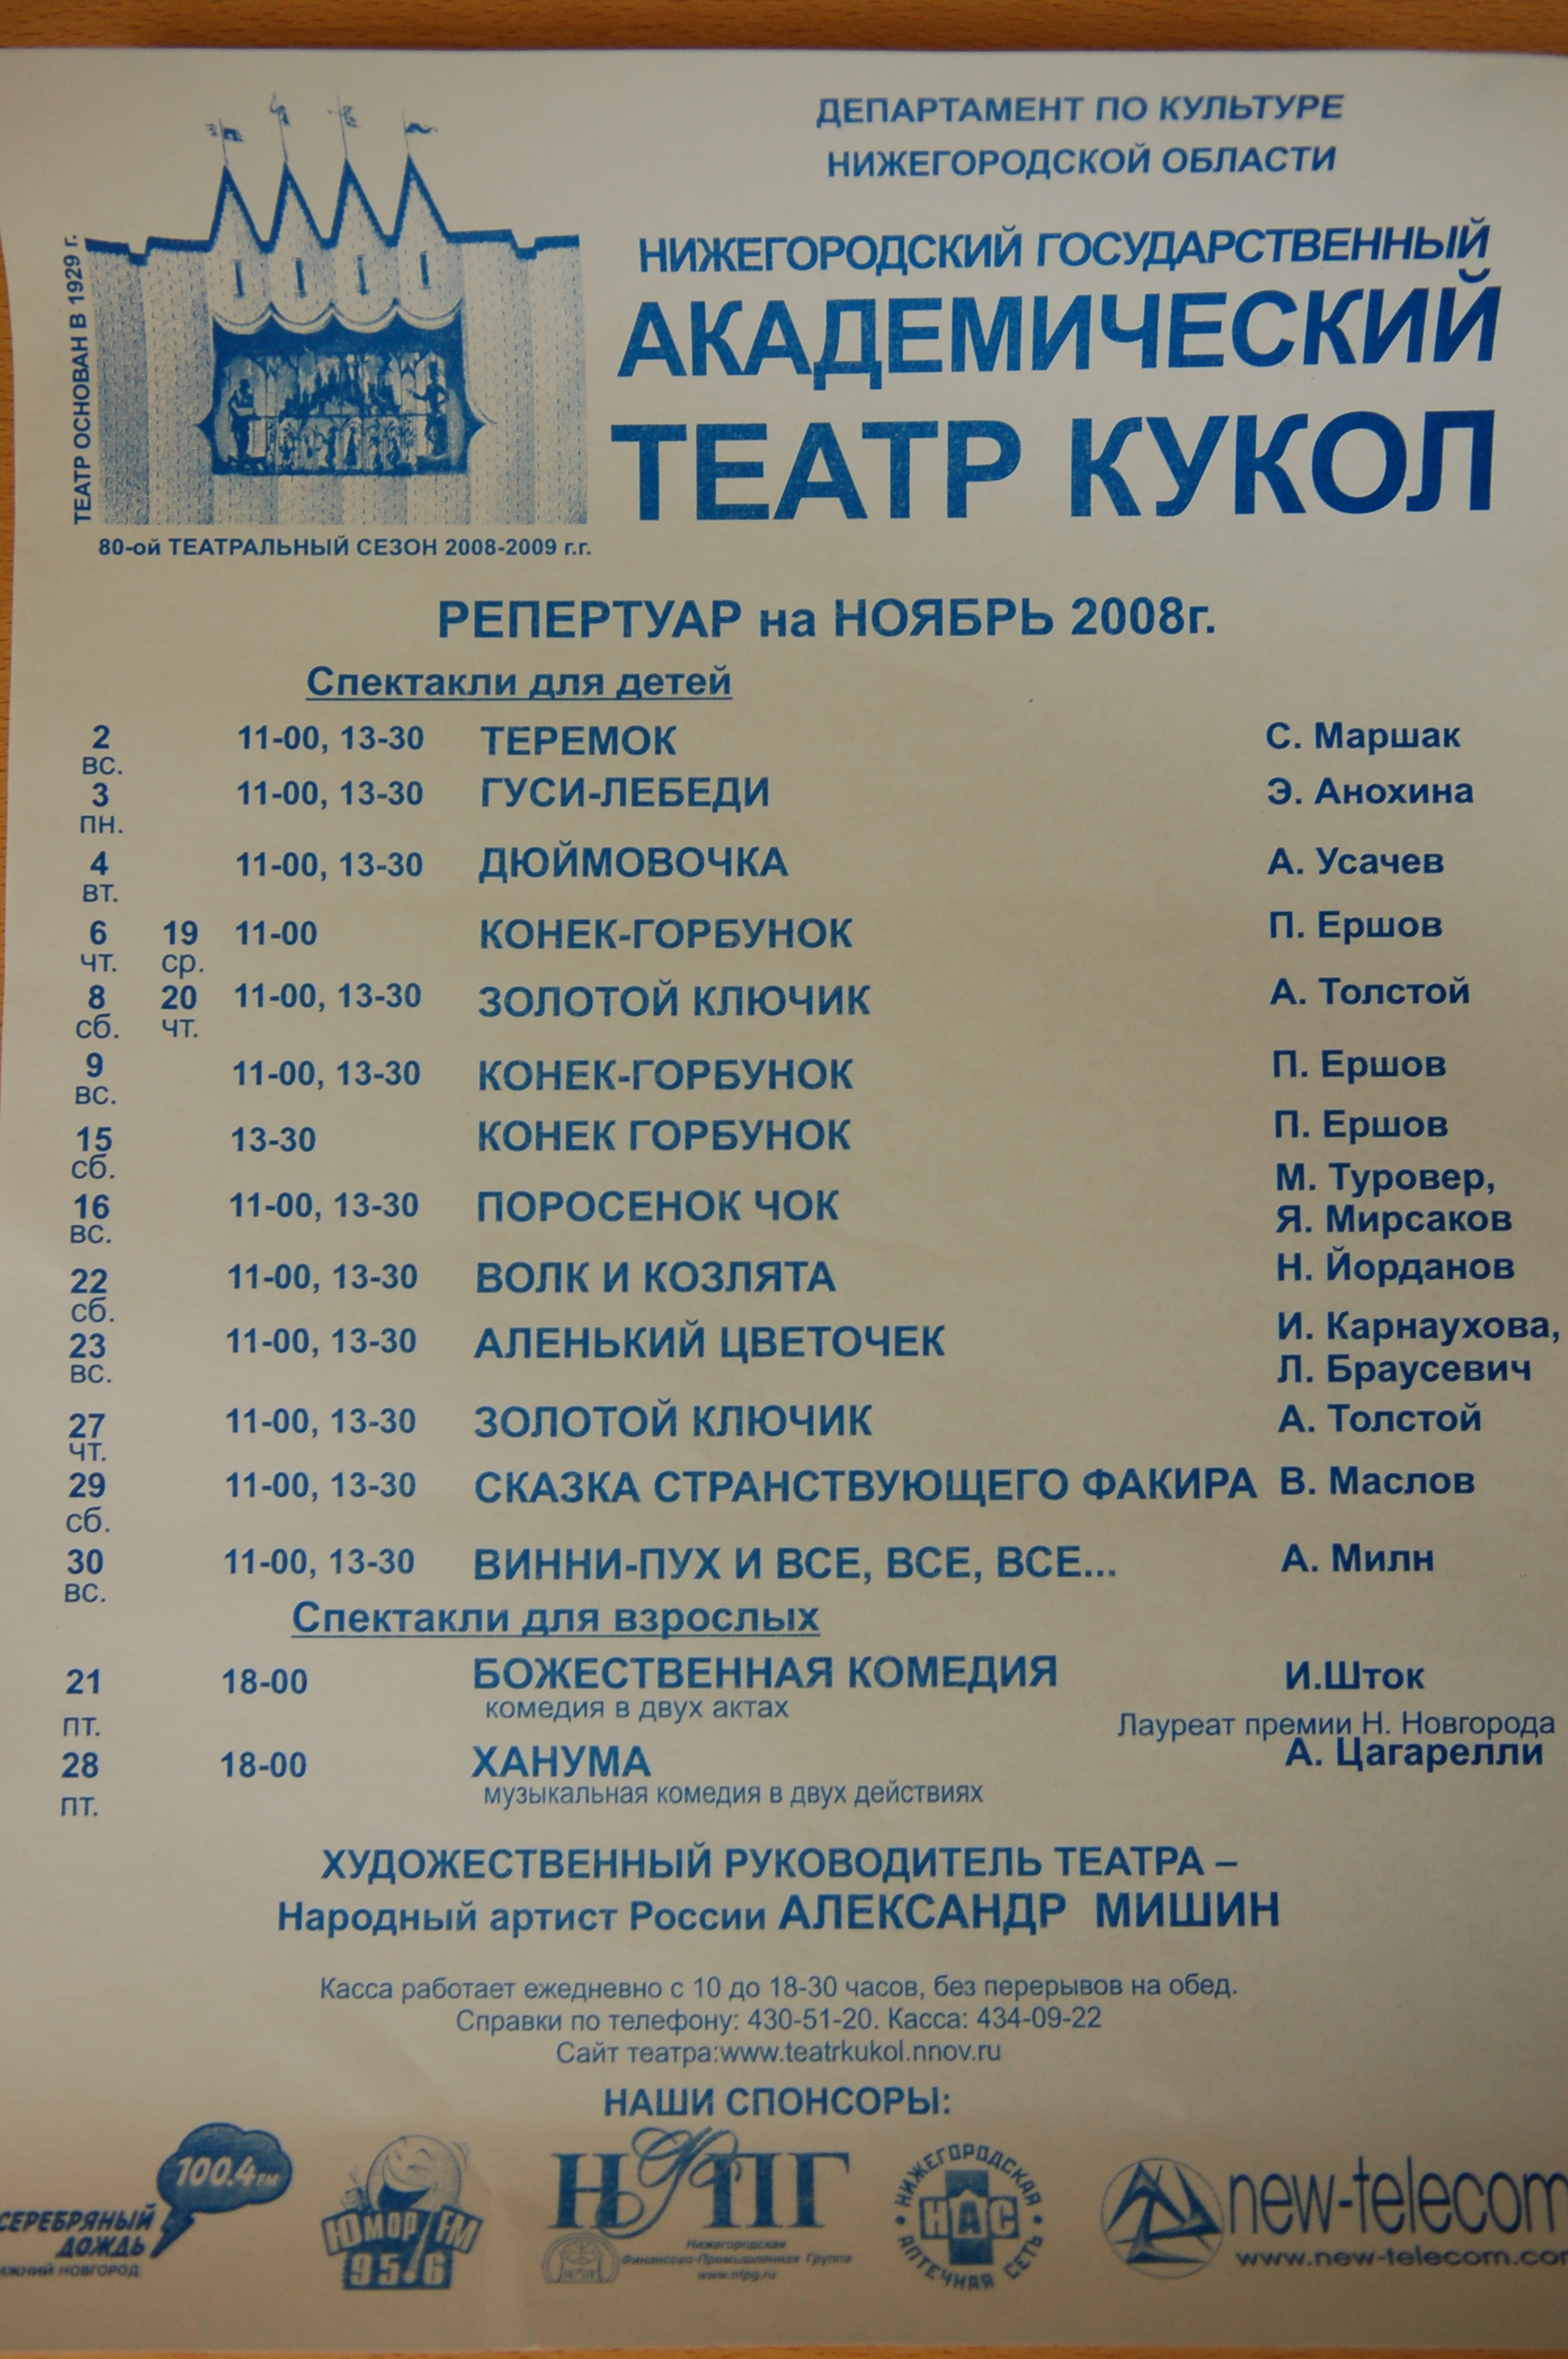 ДЕПАРТАМЕНТ ПО КУЛЬТУРЕ
НИЖЕГОРОДСКОЙ ОБЛАСТИ
НИЖЕГОРОДСКИЙ ГОСУДАРСТВЕННЫЙ
АКАДЕМИЧЕСКИЙ
ТЕАТР КУКОЛ
ТЕАТР ОСНОВАН В 1929 г.
80-ой ТЕАТРАЛЬНЫЙ СЕЗОН 2008-2009 г.г.
РЕПЕРТУАР на НОЯБРЬ 2008г.
Спектакли для детей
2 11-00, 13-30 ТЕРЕМОК С. Маршак
вс.
3 11-00, 13-30 ГУСИ-ЛЕБЕДИ Э. Анохина
пн.
4 11-00, 13-30 ДЮЙМОВОЧКА А. Усачев
вт.
6 19 11-00 КОНЕК-ГОРБУНОК П. Ершов
чт. ср.
8 20 11-00, 13-30 ЗОЛОТОЙ КЛЮЧИК А. Толстой
сб. чт.
9 11-00, 13-30 КОНЕК-ГОРБУНОК П. Ершов
вс.
15 13-30 КОНЕК ГОРБУНОК П. Ершов
сб.
М. Туровер,
16 11-00, 13-30 ПОРОСЕНОК ЧОК Я. Мирсаков
вс.
22 11-00, 13-30 ВОЛК И КОЗЛЯТА Н. Йорданов
сб.
23 11-00, 13-30 АЛЕНЬКИЙ ЦВЕТОЧЕК И. Карнаухова,
вс. Л. Браусевич
27 11-00, 13-30 ЗОЛОТОЙ КЛЮЧИК А. Толстой
чт.
29 11-00, 13-30 СКАЗКА СТРАНСТВУЮЩЕГО ФАКИРА В. Маслов
сб.
30 11-00, 13-30 ВИННИ-ПУХ И ВСЕ, ВСЕ, ВСЕ... А. Милн
вс.
Спектакли для взрослых
21 18-00 БОЖЕСТВЕННАЯ КОМЕДИЯ И.Шток
комедия в двух актах
пт. Лауреат премии Н. Новгорода
28 18-00 ХАНУМА А. Цагарелли
музыкальная комедия в двух действиях
пт.
ХУДОЖЕСТВЕННЫЙ РУКОВОДИТЕЛЬ ТЕАТРА –
Народный артист России АЛЕКСАНДР МИШИН
Касса работает ежедневно с 10 до 18-30 часов, без перерывов на обед.
Справки по телефону: 430-51-20. Касса: 434-09-22
Сайт театра:www.teatrkukol.nnov.ru
НАШИ СПОНСОРЫ:
100.4 FM
СЕРЕБРЯНЫЙ
ДОЖДЬ
НИЖНИЙ НОВГОРОД
Юмор FM
95/6
НФПГ
Нижегородская
Финансово-Промышленная Группа
www.nfpg.ru
НИЖЕГОРОДСКАЯ
НАС
АПТЕЧНАЯ СЕТЬ
new-telecom
www.new-telecom.com